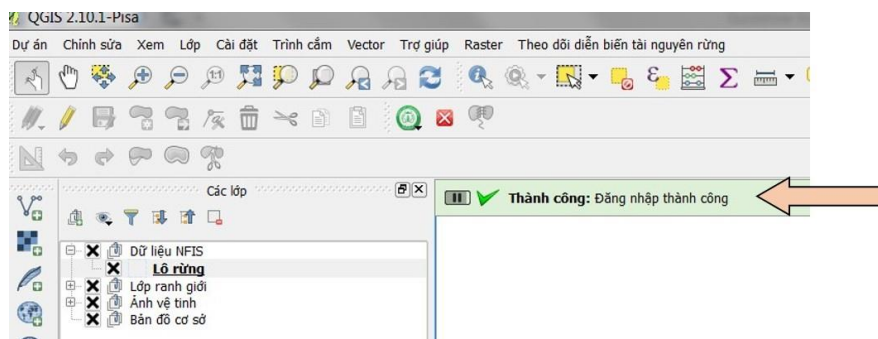 QGIS 2.10.1-Pisa
Dự án Chỉnh sửa Xem Lớp Cài đặt Trình cắm Vector Trợ giúp Raster Theo dõi diễn biến tài nguyên rừng
Các lớp
Thành công: Đăng nhập thành công
Dữ liệu NFIS
Lô rừng
Lớp ranh giới
Ảnh vệ tinh
Bản đồ cơ sở